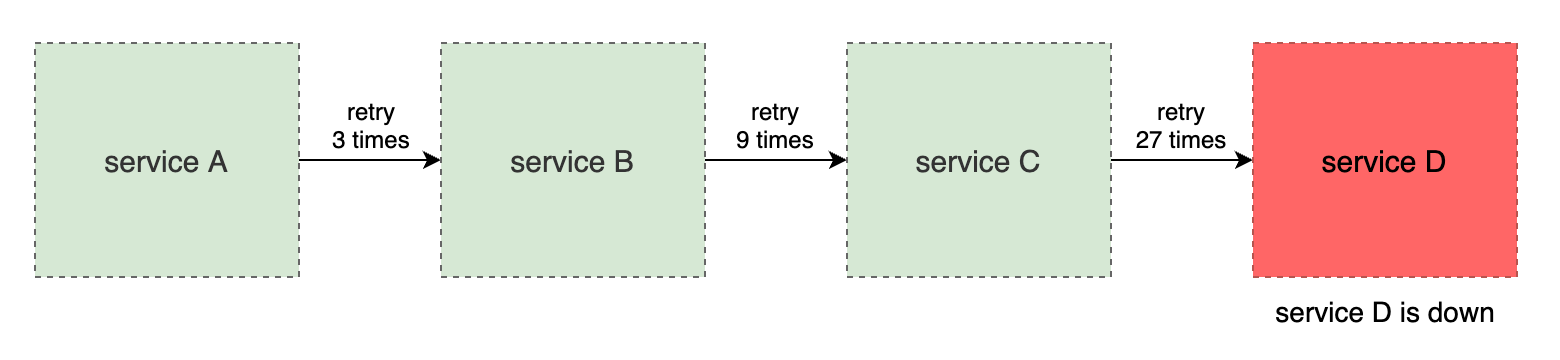 service A
retry
3 times
service B
retry
9 times
service C
retry
27 times
service D
service D is down